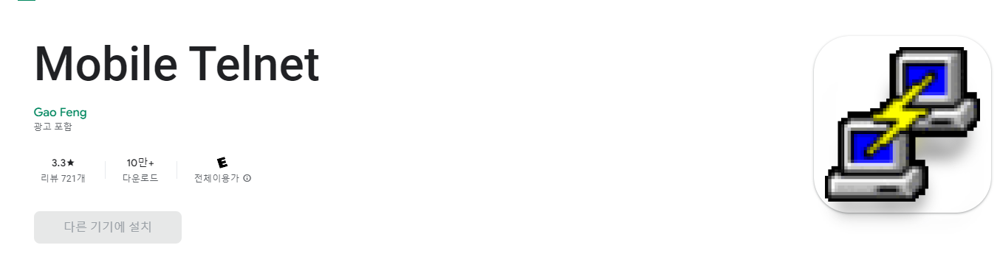 Mobile Telnet
Gao Feng
광고 포함
3.3★ 10만+ E
리뷰 721개 다운로드 전체이용가
다른 기기에 설치